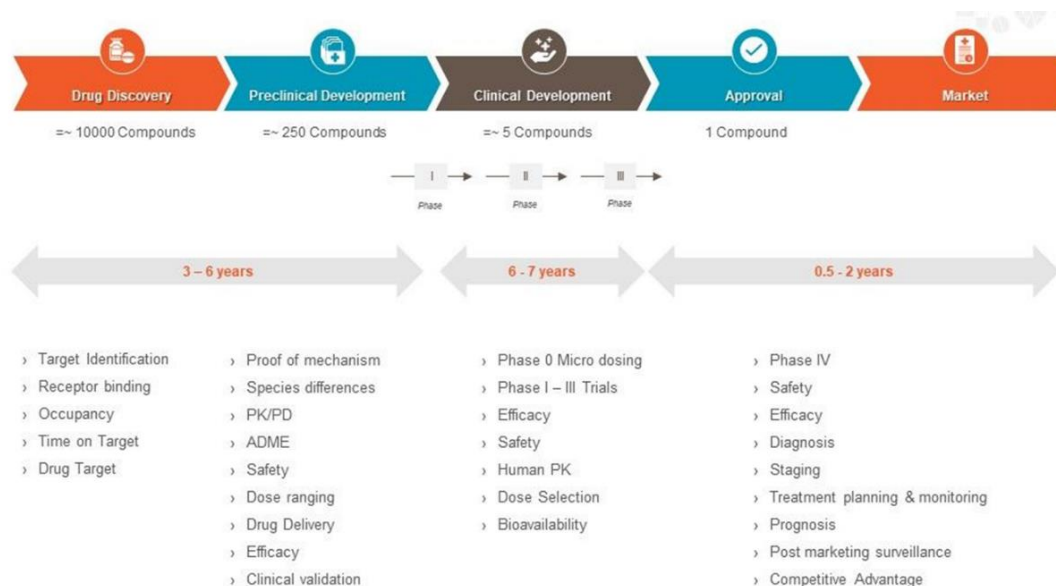 Drug Discovery
Preclinical Development
Clinical Development
Approval
Market
=~ 10000 Compounds
=~ 250 Compounds
=~ 5 Compounds
1 Compound
I
II
III
Phase
Phase
Phase
3 – 6 years
6 - 7 years
0.5 - 2 years
› Target Identification
› Receptor binding
› Occupancy
› Time on Target
› Drug Target
› Proof of mechanism
› Species differences
› PK/PD
› ADME
› Safety
› Dose ranging
› Drug Delivery
› Efficacy
› Clinical validation
› Phase 0 Micro dosing
› Phase I – III Trials
› Efficacy
› Safety
› Human PK
› Dose Selection
› Bioavailability
› Phase IV
› Safety
› Efficacy
› Diagnosis
› Staging
› Treatment planning & monitoring
› Prognosis
› Post marketing surveillance
› Competitive Advantage